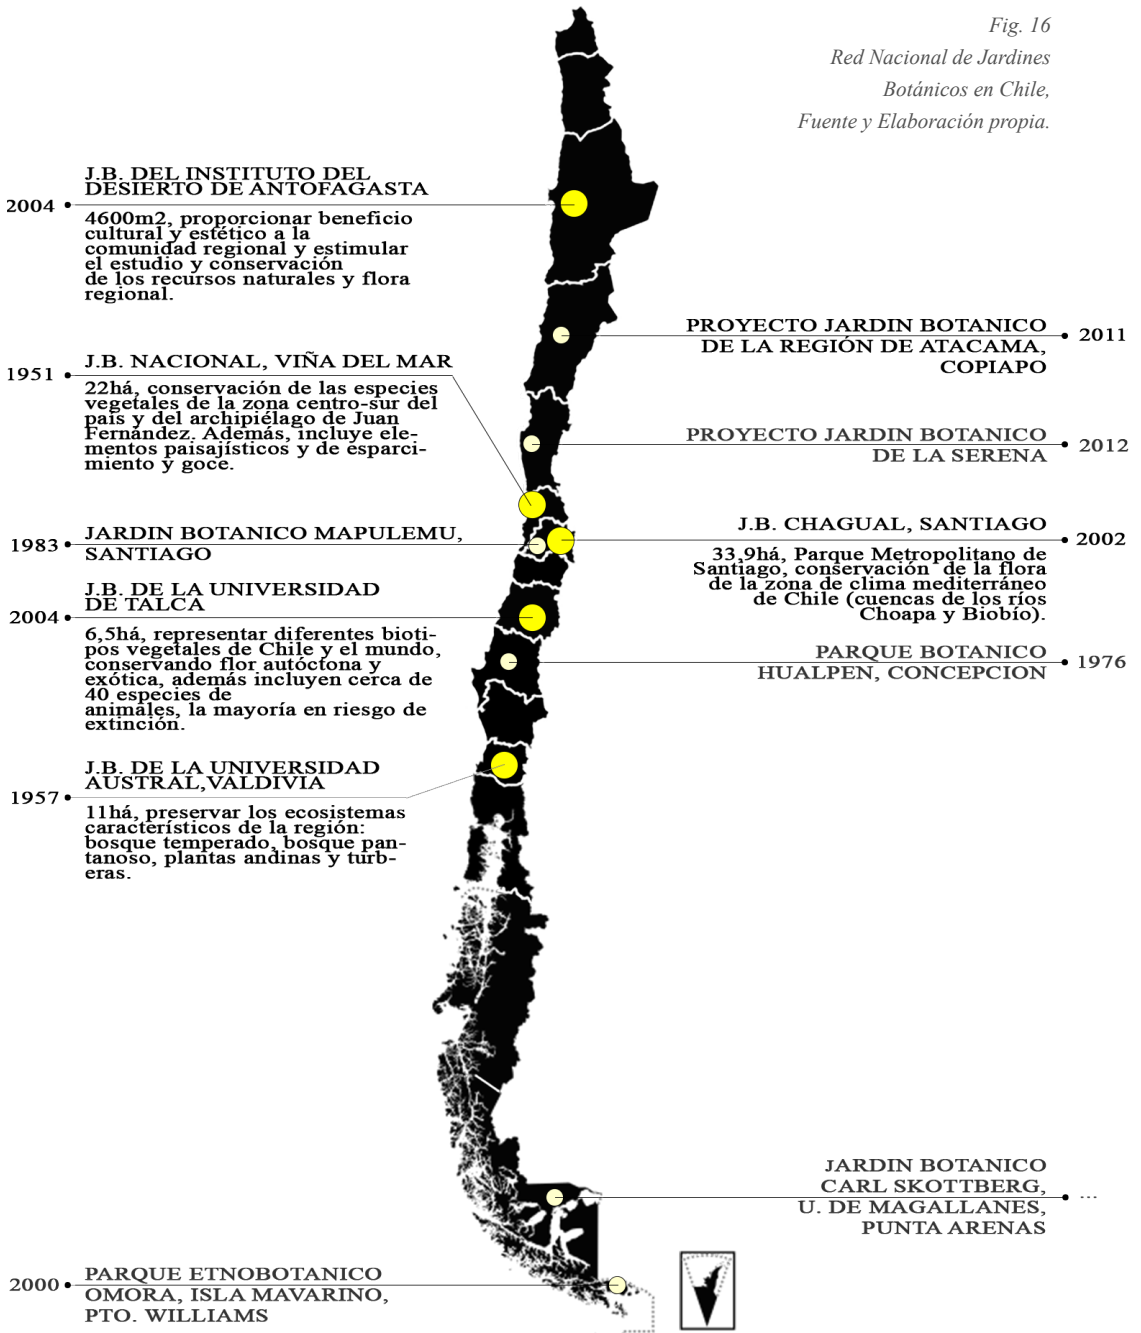 Fig. 16
Red Nacional de Jardines
Botánicos en Chile,
Fuente y Elaboración propia.
J.B. DEL INSTITUTO DEL
DESIERTO DE ANTOFAGASTA
2004
4600m2, proporcionar beneficio
cultural y estético a la
comunidad regional y estimular
el estudio y conservación
de los recursos naturales y flora
regional.
PROYECTO JARDIN BOTANICO
2011
DE LA REGIÓN DE ATACAMA,
COPIAPO
J.B. NACIONAL, VIÑA DEL MAR
1951
22há, conservación de las especies
vegetales de la zona centro-sur del
país y del archipiélago de Juan
Fernández. Además, incluye ele-
mentos paisajísticos y de esparci-
miento y goce.
PROYECTO JARDIN BOTANICO
2012
DE LA SERENA
JARDIN BOTANICO MAPULEMU,
1983
SANTIAGO
J.B. CHAGUAL, SANTIAGO
2002
33,9há, Parque Metropolitano de
Santiago, conservación de la flora
de la zona de clima mediterráneo
de Chile (cuencas de los ríos
Choapa y Biobío).
J.B. DE LA UNIVERSIDAD
DE TALCA
2004
6,5há, representar diferentes bioti-
pos vegetales de Chile y el mundo,
conservando flor autóctona y
exótica, además incluyen cerca de
40 especies de
animales, la mayoría en riesgo de
extinción.
PARQUE BOTANICO
1976
HUALPEN, CONCEPCION
J.B. DE LA UNIVERSIDAD
AUSTRAL,VALDIVIA
1957
11há, preservar los ecosistemas
característicos de la región:
bosque temperado, bosque pan-
tanoso, plantas andinas y turb-
eras.
JARDIN BOTANICO
CARL SKOTTBERG,
---
U. DE MAGALLANES,
PUNTA ARENAS
PARQUE ETNOBOTANICO
2000
OMORA, ISLA MAVARINO,
PTO. WILLIAMS